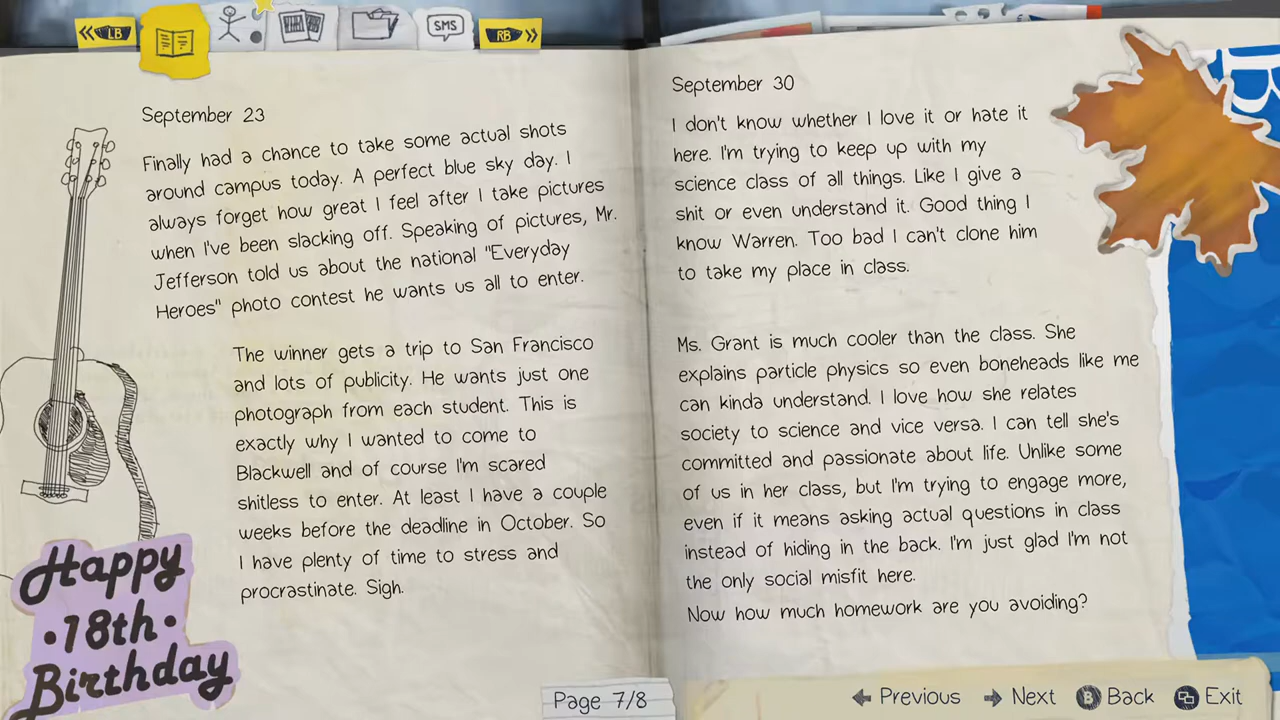 LB
SMS
RB
September 23
Finally had a chance to take some actual shots
around campus today. A perfect blue sky day. I
always forget how great I feel after I take pictures
when I've been slacking off. Speaking of pictures, Mr.
Jefferson told us about the national "Everyday
Heroes" photo contest he wants us all to enter.
The winner gets a trip to San Francisco
and lots of publicity. He wants just one
photograph from each student. This is
exactly why I wanted to come to
Blackwell and of course I'm scared
shitless to enter. At least I have a couple
weeks before the deadline in October. So
I have plenty of time to stress and
procrastinate. Sigh.
Happy
•18th•
Birthday
September 30
I don't know whether I love it or hate it
here. I'm trying to keep up with my
science class of all things. Like I give a
shit or even understand it. Good thing I
know Warren. Too bad I can't clone him
to take my place in class.
Ms. Grant is much cooler than the class. She
explains particle physics so even boneheads like me
can kinda understand. I love how she relates
society to science and vice versa. I can tell she's
committed and passionate about life. Unlike some
of us in her class, but I'm trying to engage more,
even if it means asking actual questions in class
instead of hiding in the back. I'm just glad I'm not
the only social misfit here.
Now how much homework are you avoiding?
Page 7/8
Previous Next B Back Exit